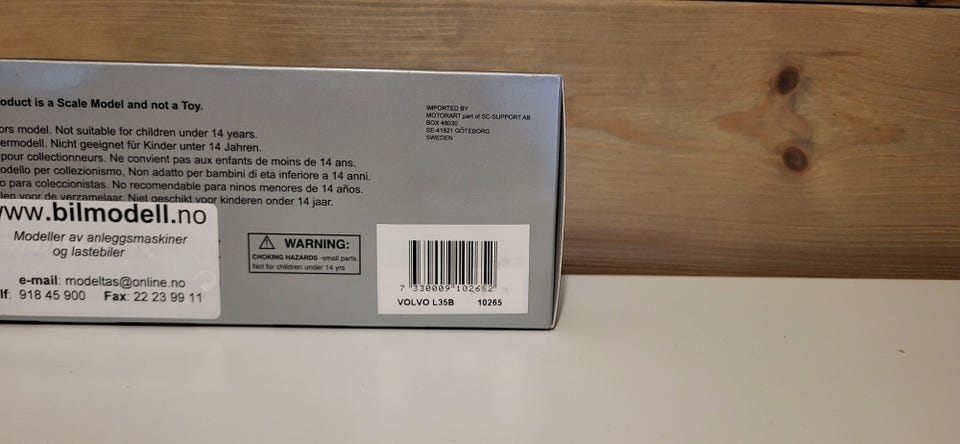 oduct is a Scale Model and not a Toy.
ors model. Not suitable for children under 14 years.
ermodell. Nicht geeignet für Kinder unter 14 Jahren.
pour collectionneurs. Ne convient pas aux enfants de moins de 14 ans.
odello per collezionismo, Non adatto per bambini di età inferiore a 14 anni.
o para coleccionistas. No recomendable para ninos menores de 14 años.
len voor de verzamelaar. Niet geschikt voor kinderen onder 14 jaar.
www.bilmodell.no
Modeller av anleggsmaskiner
og lastebiler
e-mail: modeltas@online.no
lf: 918 45 900 Fax: 22 23 99 11
IMPORTED BY
MOTORART part of SC-SUPPORT AB
BOX 48030
SE-41821 GÖTEBORG
SWEDEN
WARNING:
CHOKING HAZARDS -small parts.
Not for children under 14 yrs
7 330009 102652
VOLVO L35B 10265